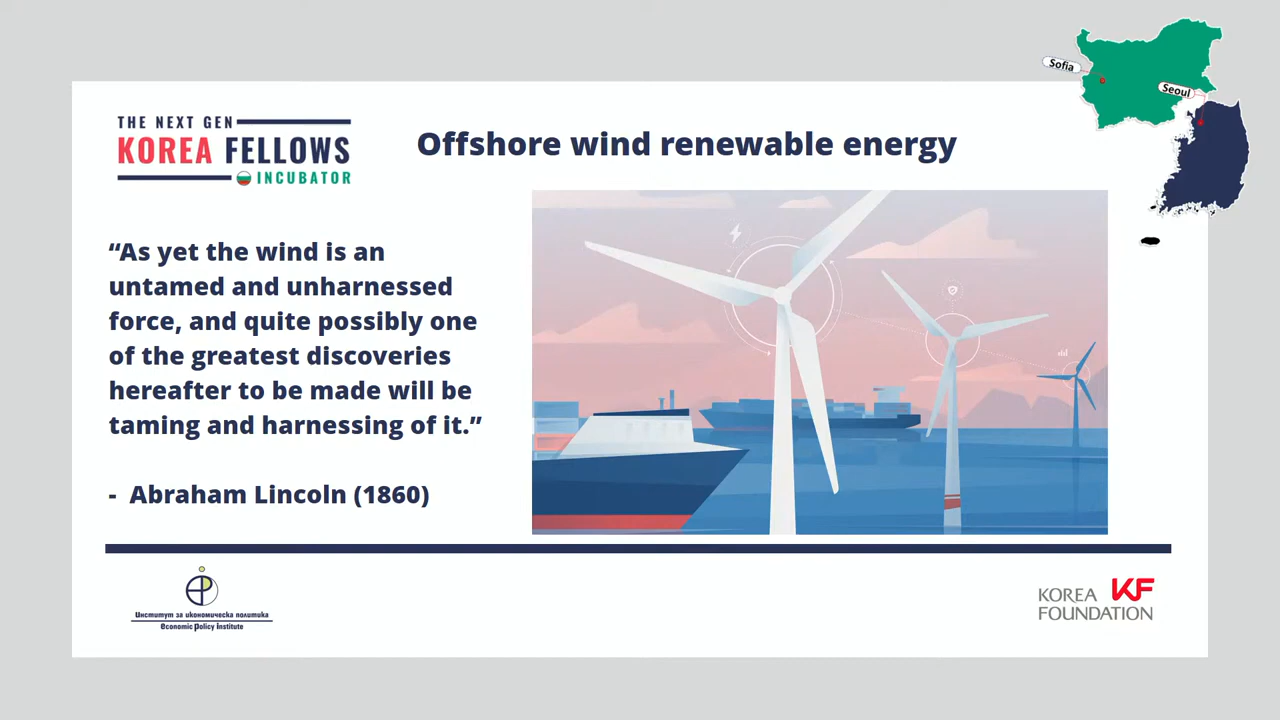 Sofia
Seoul
THE NEXT GEN
KOREA FELLOWS
INCUBATOR
Offshore wind renewable energy
“As yet the wind is an
untamed and unharnessed
force, and quite possibly one
of the greatest discoveries
hereafter to be made will be
taming and harnessing of it.”
- Abraham Lincoln (1860)
Институт за икономическа политика
Economic Policy Institute
KOREA KF
FOUNDATION